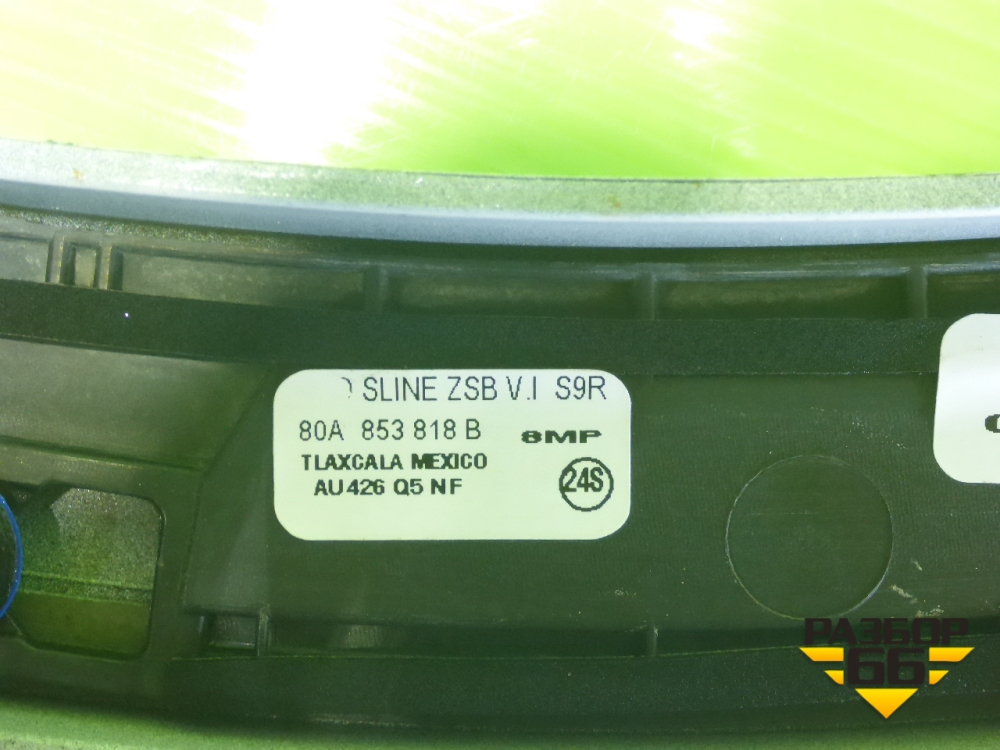 SLINE ZSB V.I S9R
80A 853 818 B 8MP
TLAXCALA MEXICO
AU426 Q5 NF 24S
РАЗБОР
66